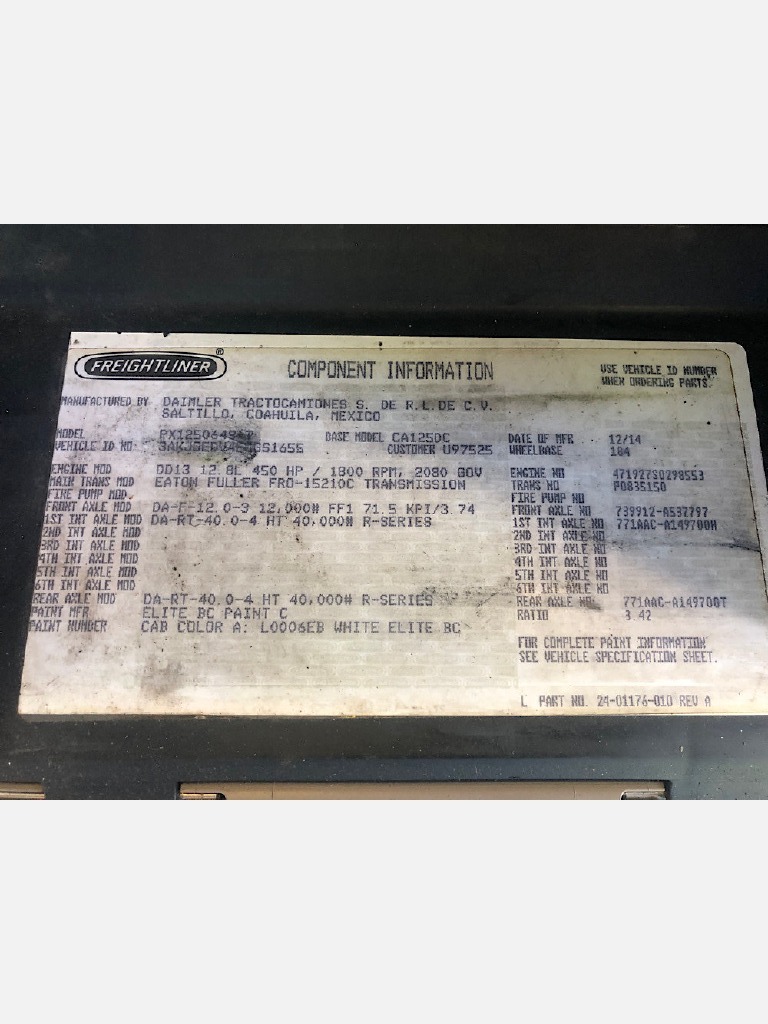 FREIGHTLINER ®
COMPONENT INFORMATION
USE VEHICLE ID NUMBER
WHEN ORDERING PARTS.
MANUFACTURED BY DAIMLER TRACTOCAMIONES S. DE R.L.DE C.V.
SALTILLO, COAHUILA, MEXICO
MODEL BASE MODEL CA125DC DATE OF MFR 12/14
VEHICLE ID NO CUSTOMER U97525 WHEELBASE 184
ENGINE MOD DD13 12.8L 450 HP / 1800 RPM, 2080 GOV ENGINE NO 471927S0298553
MAIN TRANS MOD EATON FULLER FRO-15210C TRANSMISSION TRANS NO P0835150
FIRE PUMP MOD. FIRE PUMP NO
FRONT AXLE MOD DA-F-12.0-3 12,000# FF1 71.5 KPI/3.74 FRONT AXLE NO 739912-A532797
1ST INT AXLE MOD DA-RT-40.0-4 HT 40,000# R-SERIES 1ST INT AXLE NO 771AAC-A149700H
2ND INT AXLE MOD 2ND INT AXLE NO
3RD INT AXLE MOD 3RD INT AXLE NO
4TH INT AXLE MOD 4TH INT AXLE NO
5TH INT AXLE MOD 5TH INT AXLE NO
6TH INT AXLE MOD 6TH INT AXLE NO
REAR AXLE MOD DA-RT-40.0-4 HT 40,000# R-SERIES REAR AXLE NO. 771AAC-A149700T
PAINT MFR ELITE BC PAINT C RATIO 3.42
PAINT NUMBER CAB COLOR A: L0006EB WHITE ELITE BC
FOR COMPLETE PAINT INFORMATION
SEE VEHICLE SPECIFICATION SHEET.
L PART NO. 24-01176-010 REV A